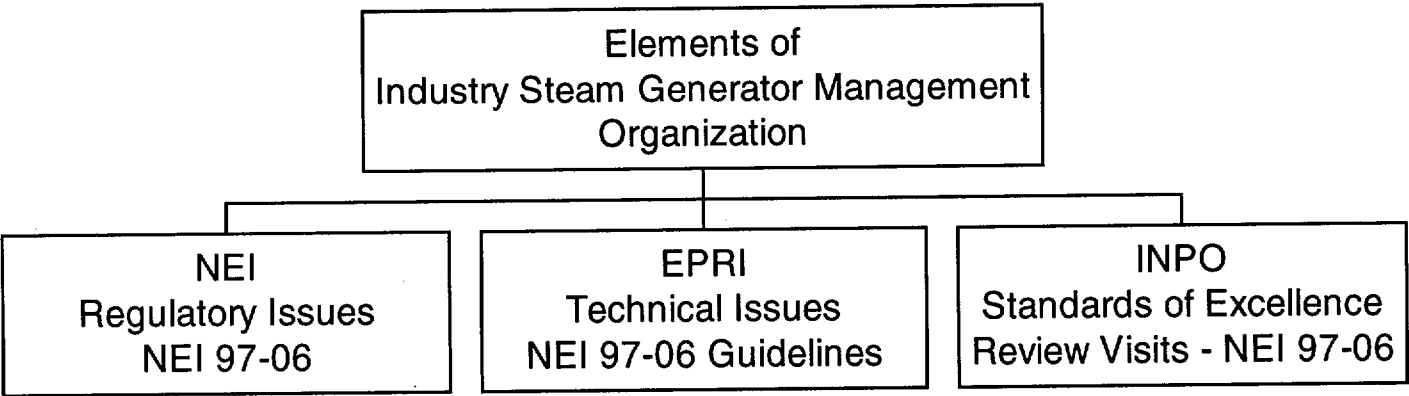 Elements of
Industry Steam Generator Management
Organization
NEI
Regulatory Issues
NEI 97-06
EPRI
Technical Issues
NEI 97-06 Guidelines
INPO
Standards of Excellence
Review Visits - NEI 97-06